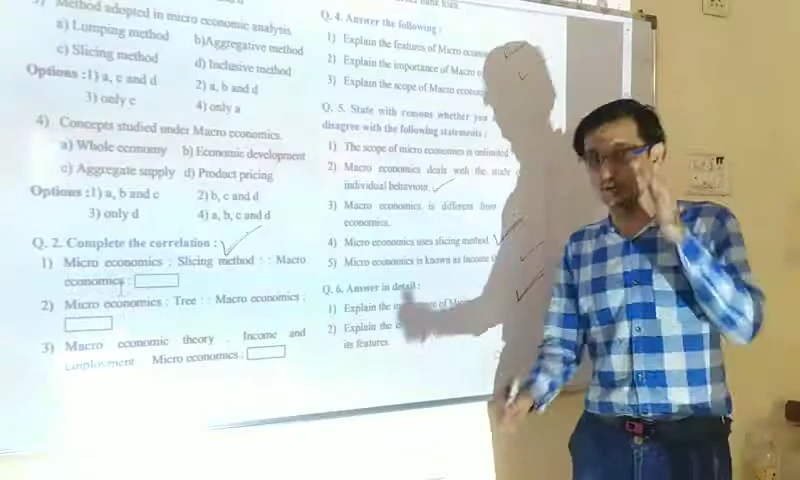 Method adopted in micro economic analysis
a) Lumping method b)Aggregative method
c) Slicing method d) Inclusive method
Options :1) a, c and d 2) a, b and d
3) only c 4) only a
4) Concepts studied under Macro economics.
a) Whole economy b) Economic development
c) Aggregate supply d) Product pricing
Options :1) a, b and c 2) b, c and d
3) only d 4) a, b, c and d
Q. 2. Complete the correlation :
1) Micro economics : Slicing method : : Macro
economics :
2) Micro economics : Tree : : Macro economics :
3) Macro economic theory : Income and
employment Micro economics :
Q. 4. Answer the following :
1) Explain the features of Micro
2) Explain the importance of Macro
3) Explain the scope of Macro
Q. 5. State with reasons whether you
disagree with the following statements :
1) The scope of micro economics is unlimited.
2) Macro economics deals with the study
individual behaviour.
3) Macro economics is different from
economics.
4) Micro economics uses slicing method.
5) Micro economics is known as income
Q. 6. Answer in detail :
1) Explain the of
2) Explain the
its features.